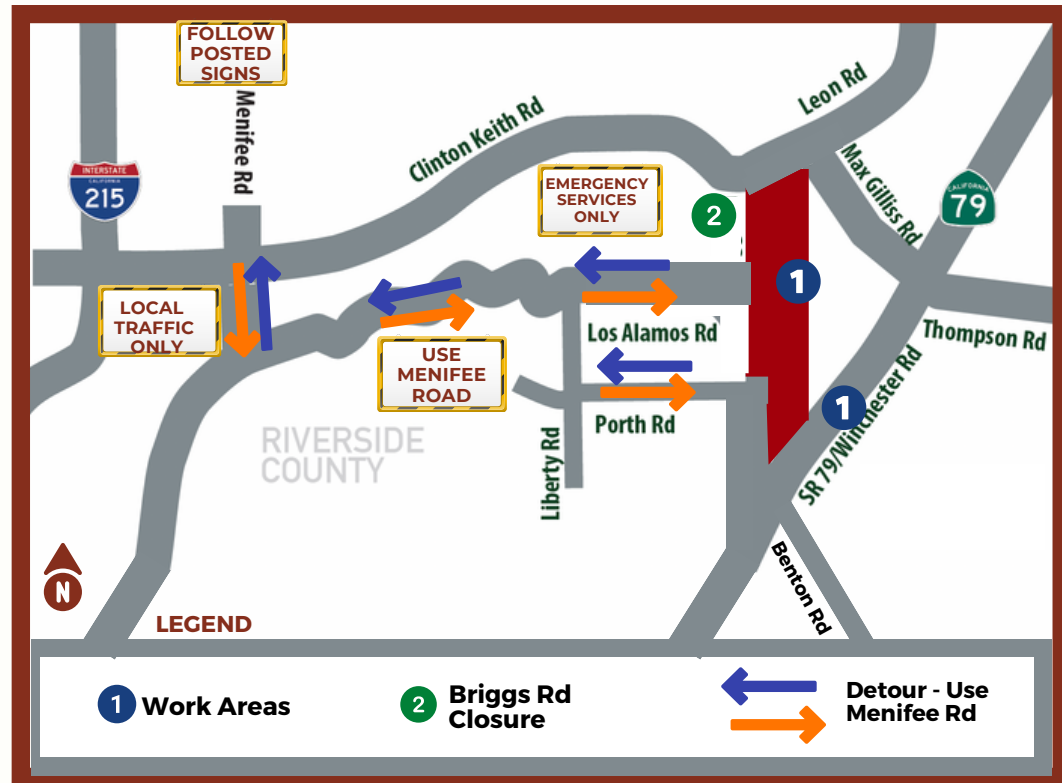 FOLLOW
POSTED
SIGNS
Menifee Rd
INTERSTATE
CALIFORNIA
215
Clinton Keith Rd
Leon Rd
Max Gilliss Rd
CALIFORNIA
79
EMERGENCY
SERVICES
ONLY
2
1
LOCAL
TRAFFIC
ONLY
Los Alamos Rd
Thompson Rd
USE
MENIFEE
ROAD
Porth Rd
1
SR 79/Winchester Rd
RIVERSIDE
COUNTY
Liberty Rd
Benton Rd
N
LEGEND
1 Work Areas
2 Briggs Rd
Closure
Detour - Use
Menifee Rd